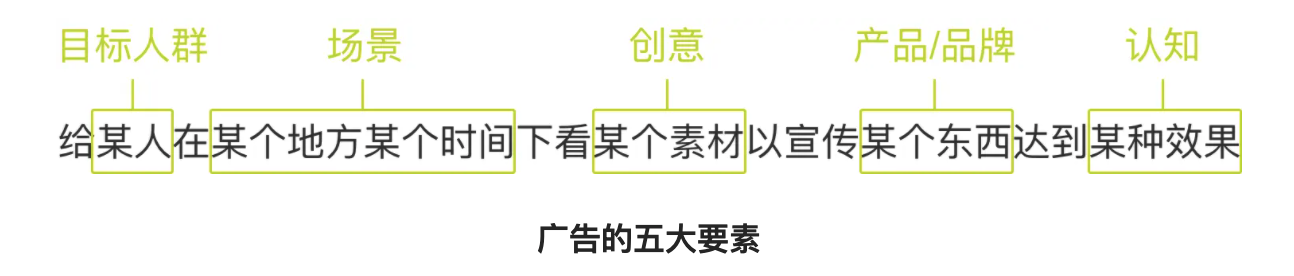 目标人群 场景 创意 产品/品牌 认知
给某人在某个地方某个时间下看某个素材以宣传某个东西达到某种效果
广告的五大要素